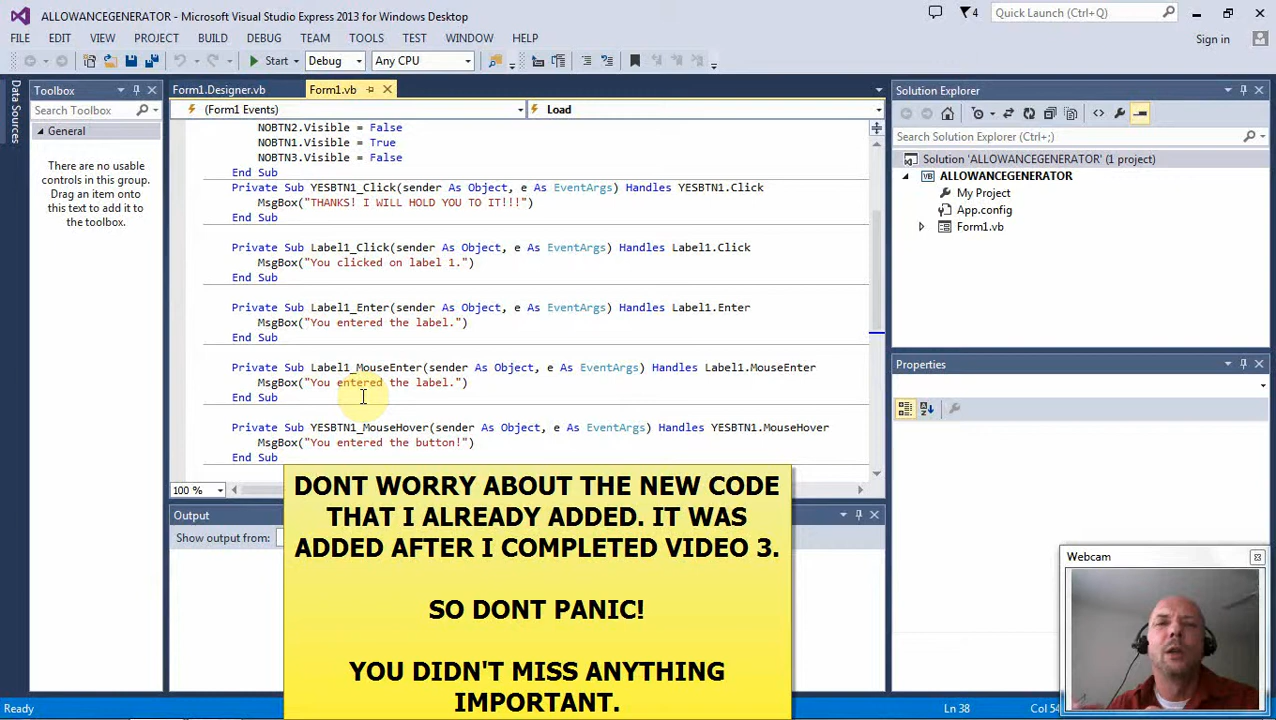 ALLOWANCEGENERATOR - Microsoft Visual Studio Express 2013 for Windows Desktop
4
Quick Launch (Ctrl+Q)
FILE EDIT VIEW PROJECT BUILD DEBUG TEAM TOOLS TEST WINDOW HELP
Sign in
Start Debug Any CPU
Data Sources
Toolbox
Search Toolbox
General
There are no usable
controls in this group.
Drag an item onto
this text to add it to
the toolbox.
Form1.Designer.vb Form1.vb
(Form1 Events) Load
NOBTN2.Visible = False
NOBTN1.Visible = True
NOBTN3.Visible = False
End Sub
Private Sub YESBTN1_Click(sender As Object, e As EventArgs) Handles YESBTN1.Click
MsgBox("THANKS! I WILL HOLD YOU TO IT!!!")
End Sub
Private Sub Label1_Click(sender As Object, e As EventArgs) Handles Label1.Click
MsgBox("You clicked on label 1.")
End Sub
Private Sub Label1_Enter(sender As Object, e As EventArgs) Handles Label1.Enter
MsgBox("You entered the label.")
End Sub
Private Sub Label1_MouseEnter(sender As Object, e As EventArgs) Handles Label1.MouseEnter
MsgBox("You entered the label.")
End Sub
Private Sub YESBTN1_MouseHover(sender As Object, e As EventArgs) Handles YESBTN1.MouseHover
MsgBox("You entered the button!")
End Sub
100 %
Output
Show output from:
DONT WORRY ABOUT THE NEW CODE
THAT I ALREADY ADDED. IT WAS
ADDED AFTER I COMPLETED VIDEO 3.
SO DONT PANIC!
YOU DIDN'T MISS ANYTHING
IMPORTANT.
Solution Explorer
Search Solution Explorer (Ctrl+;)
Solution 'ALLOWANCEGENERATOR' (1 project)
VB ALLOWANCEGENERATOR
My Project
App.config
Form1.vb
Properties
Webcam
Ready
Ln 38
Col 54